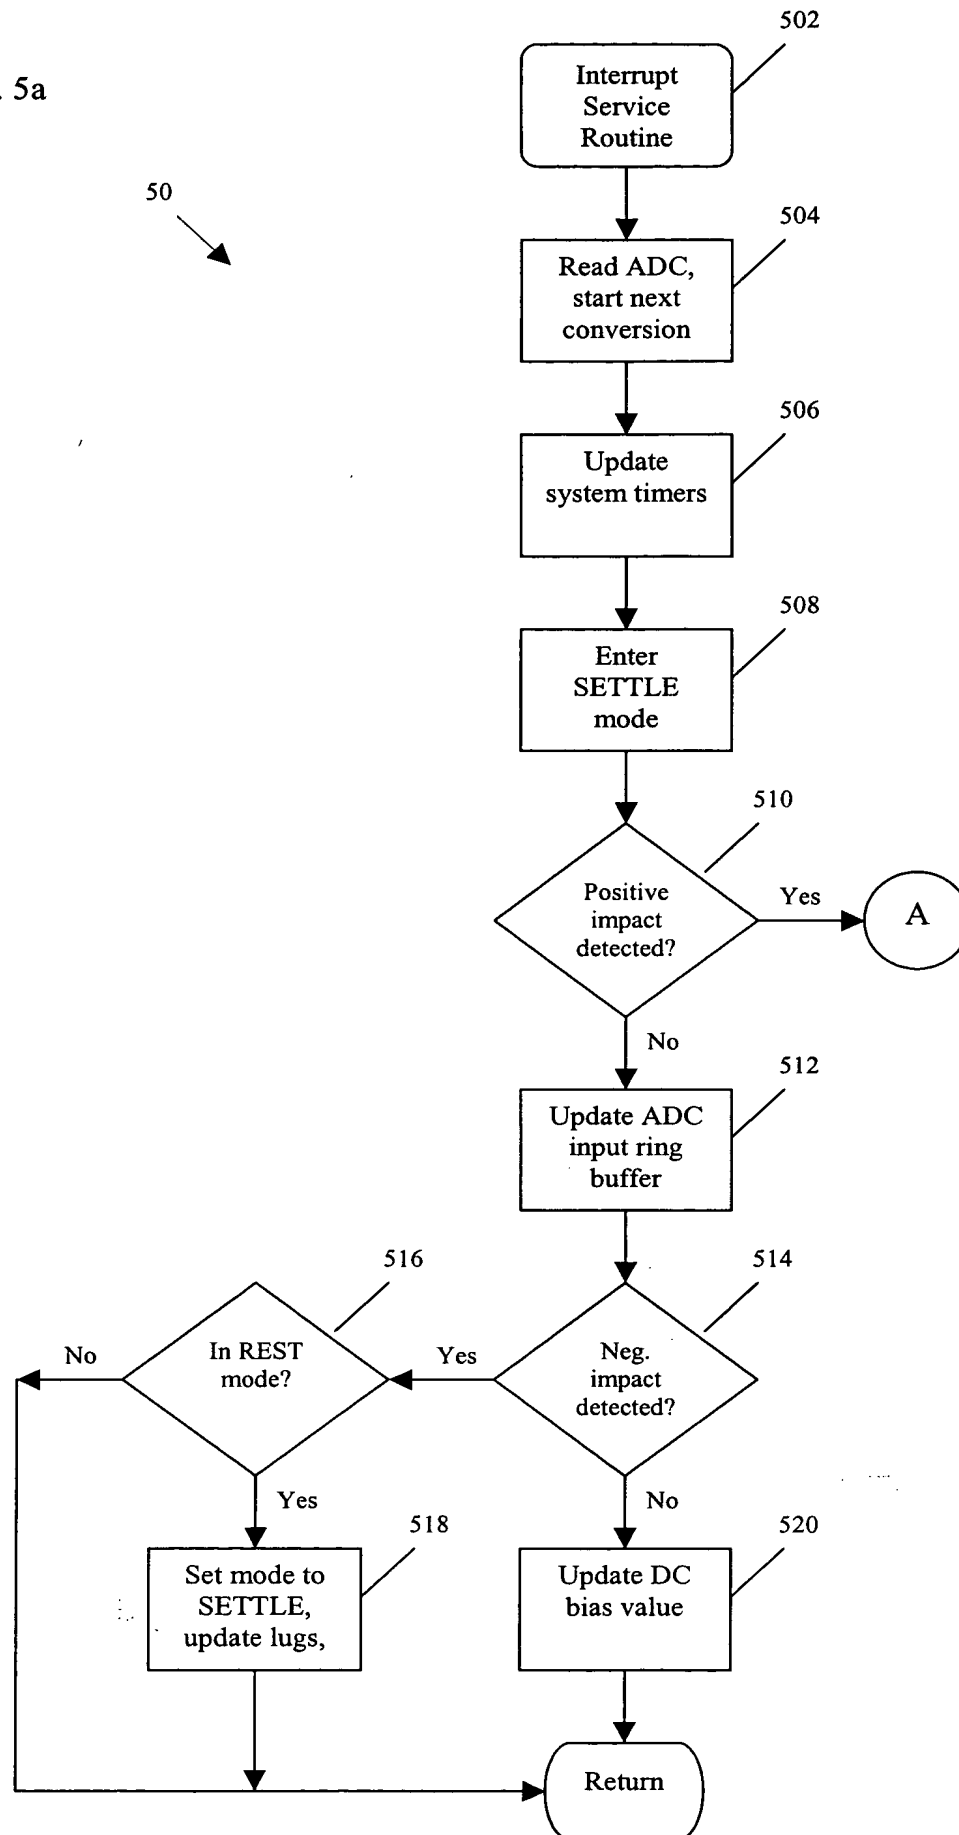 . 5a
502
Interrupt
Service
Routine
50
504
Read ADC,
start next
conversion
506
Update
system timers
508
Enter
SETTLE
mode
510
Positive
impact
detected?
Yes
A
No
512
Update ADC
input ring
buffer
516
514
No
In REST
mode?
Yes
Neg.
impact
detected?
Yes
No
518
520
Set mode to
SETTLE,
update lugs,
Update DC
bias value
Return